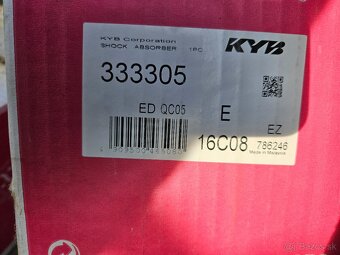 KYB Corporation
SHOCK ABSORBER 1PC
KYB
333305
ED QC05
E
EZ
16C08
786246
Made in Malaysia